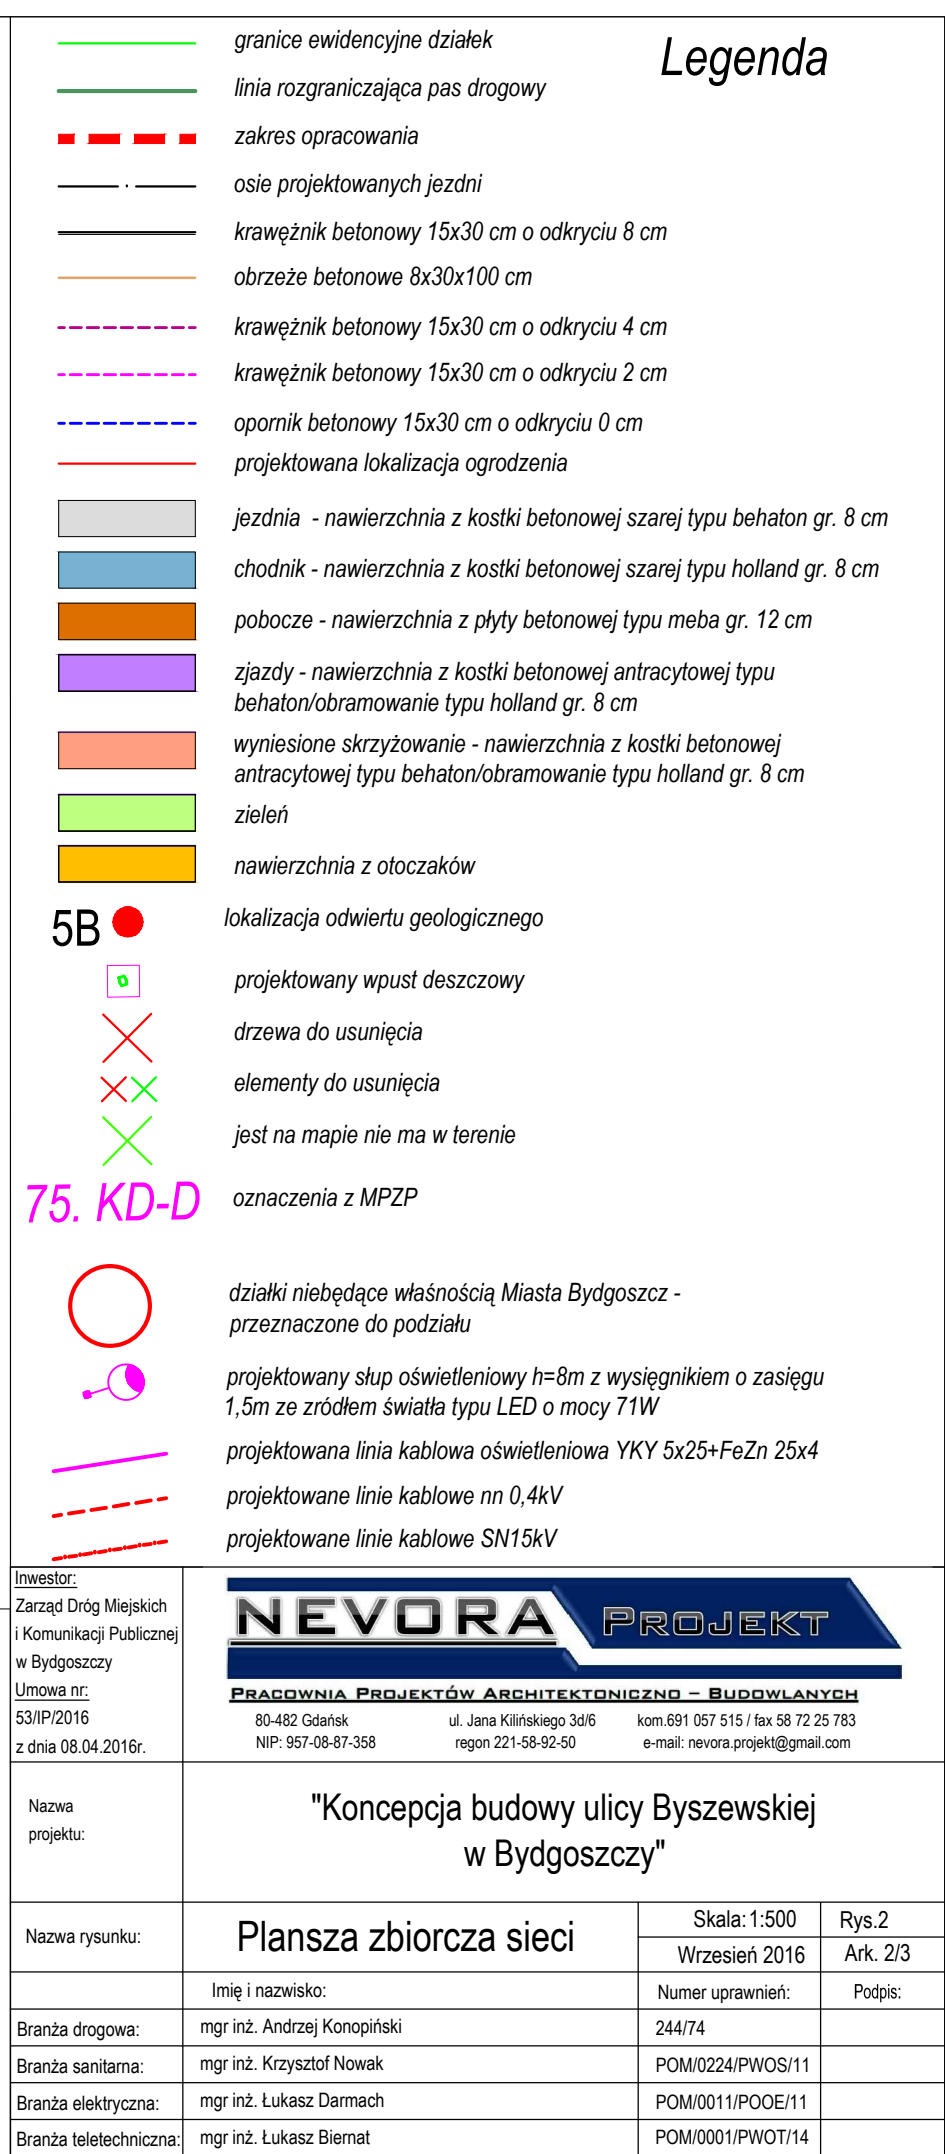 Legenda
granice ewidencyjne działek
linia rozgraniczająca pas drogowy
zakres opracowania
osie projektowanych jezdni
krawężnik betonowy 15x30 cm o odkryciu 8 cm
obrzeże betonowe 8x30x100 cm
krawężnik betonowy 15x30 cm o odkryciu 4 cm
krawężnik betonowy 15x30 cm o odkryciu 2 cm
opornik betonowy 15x30 cm o odkryciu 0 cm
projektowana lokalizacja ogrodzenia
jezdnia - nawierzchnia z kostki betonowej szarej typu behaton gr. 8 cm
chodnik - nawierzchnia z kostki betonowej szarej typu holland gr. 8 cm
pobocze - nawierzchnia z płyty betonowej typu meba gr. 12 cm
zjazdy - nawierzchnia z kostki betonowej antracytowej typu
behaton/obramowanie typu holland gr. 8 cm
wyniesione skrzyżowanie - nawierzchnia z kostki betonowej
antracytowej typu behaton/obramowanie typu holland gr. 8 cm
zieleń
nawierzchnia z otoczaków
5B lokalizacja odwiertu geologicznego
projektowany wpust deszczowy
drzewa do usunięcia
elementy do usunięcia
jest na mapie nie ma w terenie
75. KD-D oznaczenia z MPZP
działki niebędące właśnością Miasta Bydgoszcz -
przeznaczone do podziału
projektowany słup oświetleniowy h=8m z wysięgnikiem o zasięgu
1,5m ze zródłem światła typu LED o mocy 71W
projektowana linia kablowa oświetleniowa YKY 5x25+FeZn 25x4
projektowane linie kablowe nn 0,4kV
projektowane linie kablowe SN15kV
Inwestor:
Zarząd Dróg Miejskich
i Komunikacji Publicznej
w Bydgoszczy
Umowa nr:
53/IP/2016
z dnia 08.04.2016r.
NEVORA PROJEKT
PRACOWNIA PROJEKTÓW ARCHITEKTONICZNO – BUDOWLANYCH
80-482 Gdańsk ul. Jana Kilińskiego 3d/6 kom.691 057 515 / fax 58 72 25 783
NIP: 957-08-87-358 regon 221-58-92-50 e-mail: nevora.projekt@gmail.com
Nazwa
projektu:
"Koncepcja budowy ulicy Byszewskiej
w Bydgoszczy"
Nazwa rysunku: Plansza zbiorcza sieci
Skala:1:500 Rys.2
Wrzesień 2016 Ark. 2/3
Imię i nazwisko: Numer uprawnień: Podpis:
Branża drogowa: mgr inż. Andrzej Konopiński 244/74
Branża sanitarna: mgr inż. Krzysztof Nowak POM/0224/PWOS/11
Branża elektryczna: mgr inż. Łukasz Darmach POM/0011/POOE/11
Branża teletechniczna: mgr inż. Łukasz Biernat POM/0001/PWOT/14